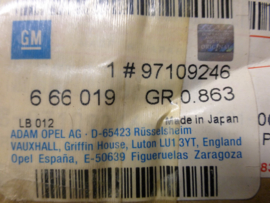 GM
1 # 97109246
6 66 019 GR 0.863
LB 012
Made in Japan
ADAM OPEL AG - D-65423 Rüsselsheim
VAUXHALL, Griffin House, Luton LU1 3YT, England
Opel España, E-50639 Figueruelas Zaragoza